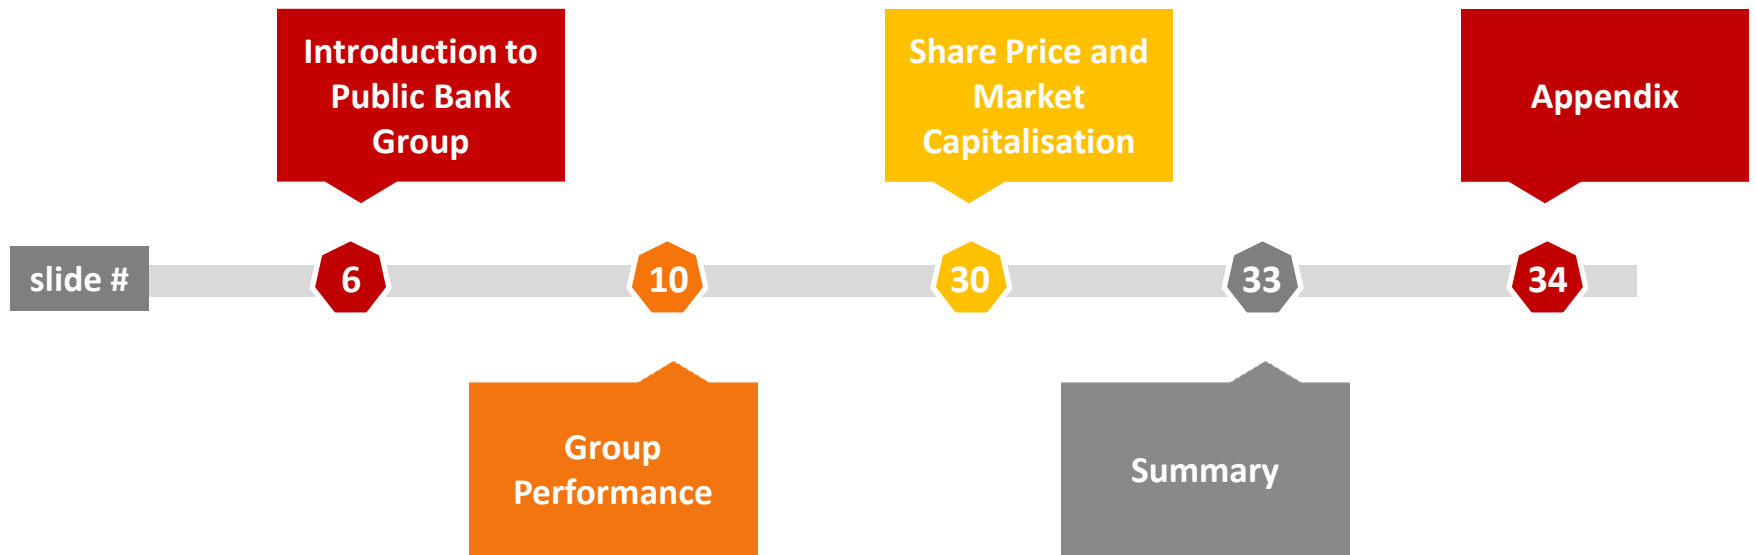 Introduction to
Public Bank
Group
Share Price and
Market
Capitalisation
Appendix
slide #
6
10
30
33
34
Group
Performance
Summary